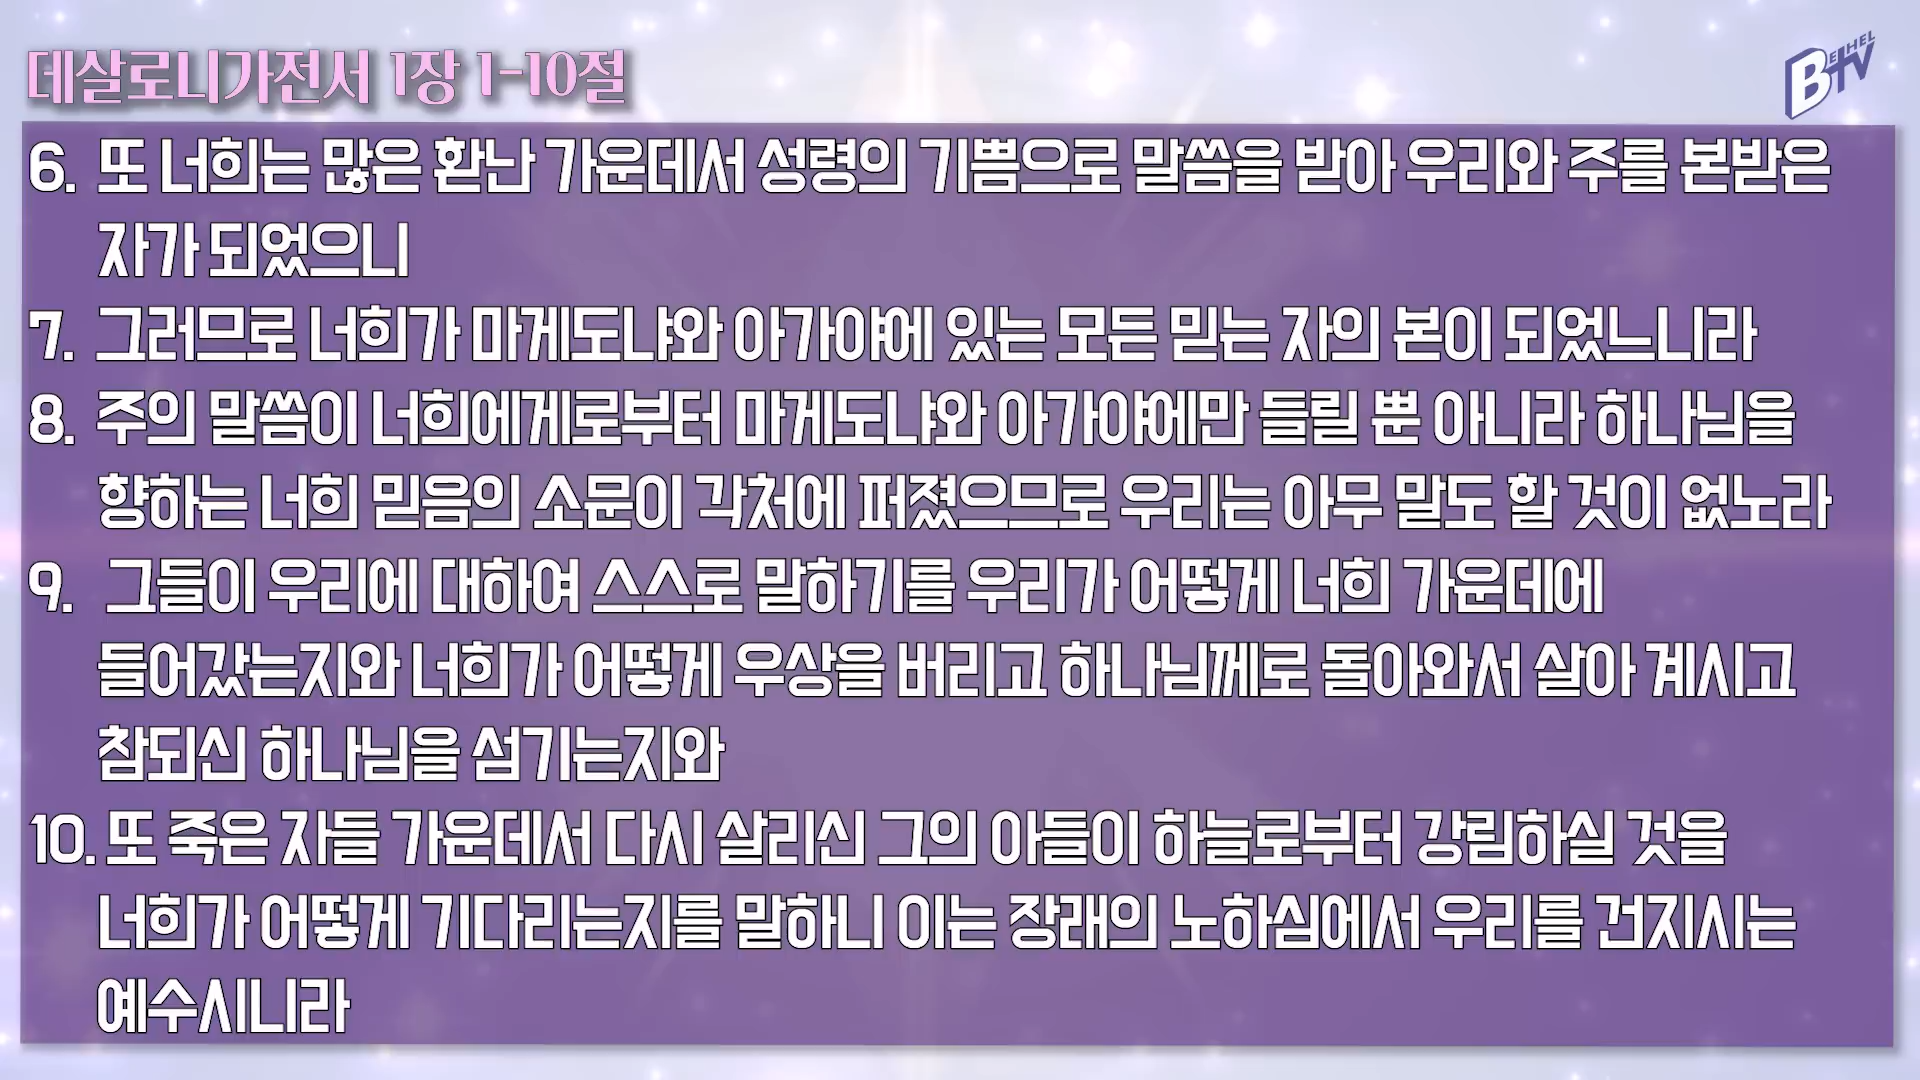 데살로니가전서 1장 1-10절
BETHEL TV
6. 또 너희는 많은 환난 가운데서 성령의 기쁨으로 말씀을 받아 우리와 주를 본받은
자가 되었으니
7. 그러므로 너희가 마게도냐와 아가야에 있는 모든 믿는 자의 본이 되었느니라
8. 주의 말씀이 너희에게로부터 마게도냐와 아가야에만 들릴 뿐 아니라 하나님을
향하는 너희 믿음의 소문이 각처에 퍼졌으므로 우리는 아무 말도 할 것이 없노라
9. 그들이 우리에 대하여 스스로 말하기를 우리가 어떻게 너희 가운데에
들어갔는지와 너희가 어떻게 우상을 버리고 하나님께로 돌아와서 살아 계시고
참되신 하나님을 섬기는지와
10. 또 죽은 자들 가운데서 다시 살리신 그의 아들이 하늘로부터 강림하실 것을
너희가 어떻게 기다리는지를 말하니 이는 장래의 노하심에서 우리를 건지시는
예수시니라